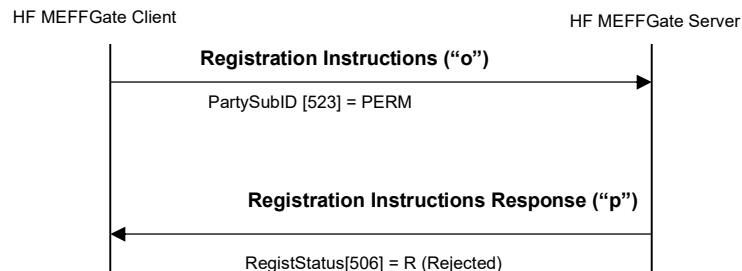 HF MEFFGate Client
HF MEFFGate Server
Registration Instructions (“o”)
PartySubID [523] = PERM
Registration Instructions Response (“p”)
RegistStatus[506] = R (Rejected)